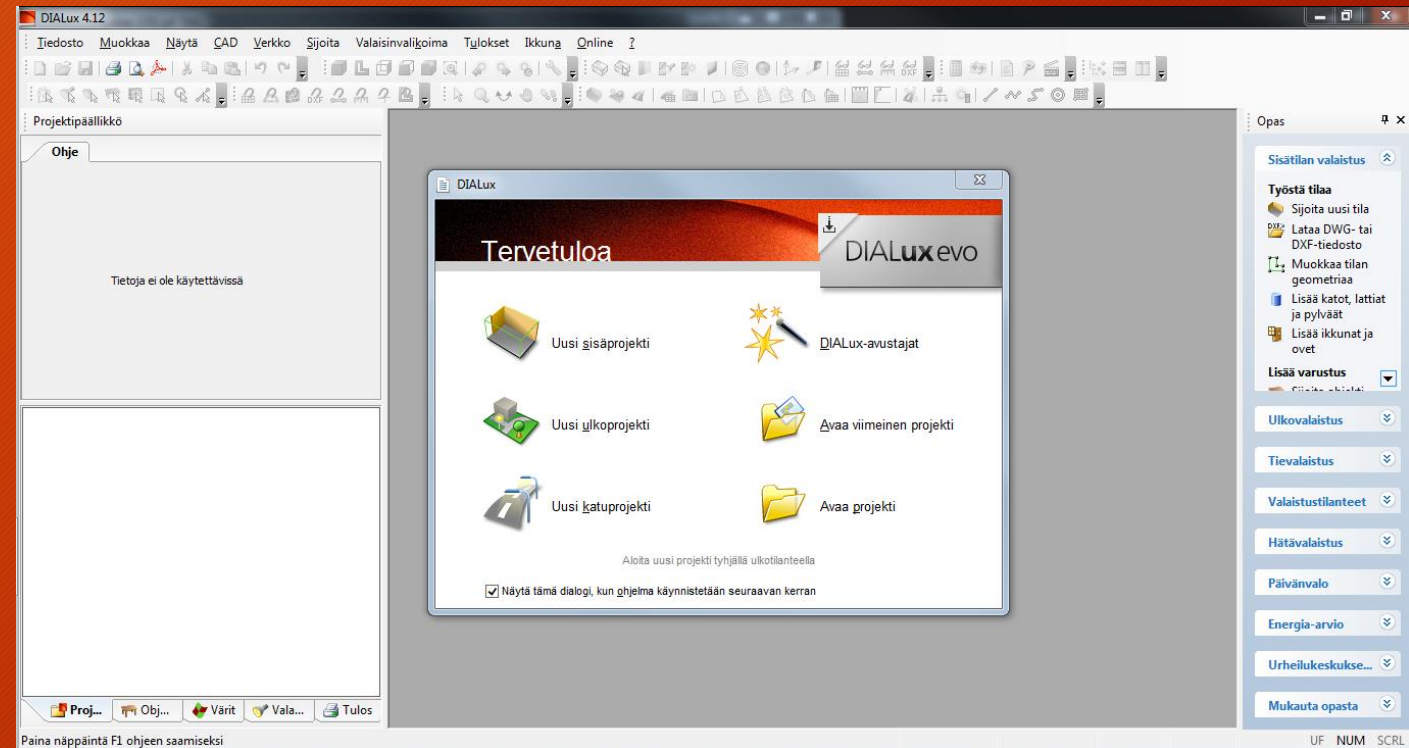 DIALux 4.12
Tiedosto Muokkaa Näytä CAD Verkko Sijoita Valaisinvalikoima Tulokset Ikkuna Online ?
Projektipäällikkö
Ohje
Tietoja ei ole käytettävissä
DIALux
Tervetuloa
DIALux evo
Uusi sisäprojekti
DIALux-avustajat
Uusi ulkoprojekti
Avaa viimeinen projekti
Uusi katuprojekti
Avaa projekti
Aloita uusi projekti tyhjällä ulkotilanteella
Näytä tämä dialogi, kun ohjelma käynnistetään seuraavan kerran
Opas
Sisätilan valaistus
Työstä tilaa
Sijoita uusi tila
Lataa DWG- tai
DXF-tiedosto
Muokkaa tilan
geometriaa
Lisää katot, lattiat
ja pylväät
Lisää ikkunat ja
ovet
Lisää varustus
Ulkovalaistus
Tievalaistus
Valaistustilanteet
Hätävalaistus
Päivänvalo
Energia-arvio
Urheilukeskukse...
Mukauta opasta
Proj... Obj... Värit Vala... Tulos
Paina näppäintä F1 ohjeen saamiseksi
UF NUM SCRL